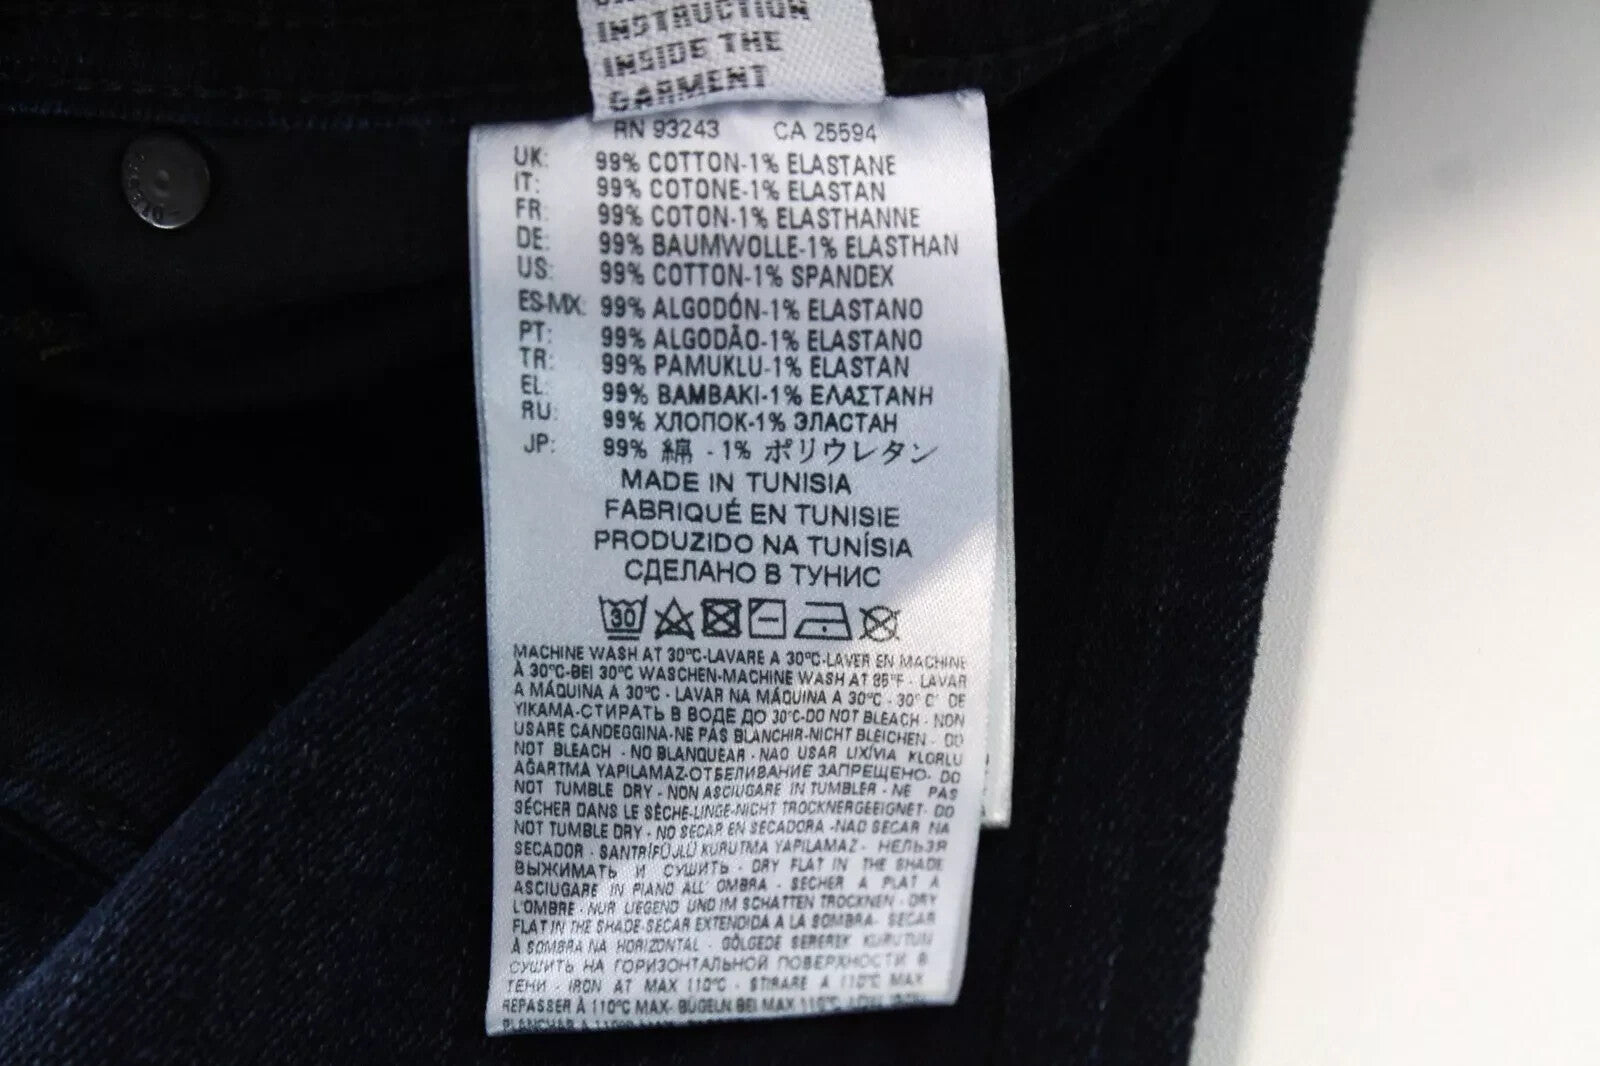 INSTRUCTION
INSIDE THE
GARMENT
RN 93243 CA 25594
UK: 99% COTTON-1% ELASTANE
IT: 99% COTONE-1% ELASTAN
FR: 99% COTON-1% ELASTHANNE
DE: 99% BAUMWOLLE-1% ELASTHAN
US: 99% COTTON-1% SPANDEX
ES-MX: 99% ALGODÓN-1% ELASTANO
PT: 99% ALGODÃO-1% ELASTANO
TR: 99% PAMUKLU-1% ELASTAN
EL: 99% ΒΑΜΒΑΚΙ-1% ΕΛΑΣΤΑΝΗ
RU: 99% ХЛОПОК-1% ЭЛАСТАН
JP: 99% 綿 - 1% ポリウレタン
MADE IN TUNISIA
FABRIQUÉ EN TUNISIE
PRODUZIDO NA TUNÍSIA
СДЕЛАНО В ТУНИС
30
MACHINE WASH AT 30°C-LAVARE A 30°C-LAVER EN MACHINE
À 30°C-BEI 30°C WASCHEN-MACHINE WASH AT 85°F - LAVAR
A MÁQUINA A 30°C - LAVAR NA MÁQUINA A 30°C - 30° C' DE
YIKAMA-СТИРАТЬ В ВОДЕ ДО 30°C-DO NOT BLEACH - NON
USARE CANDEGGINA-NE PAS BLANCHIR-NICHT BLEICHEN - DO
NOT BLEACH - NO BLANQUEAR - NAO USAR LIXÍVIA KLORLU
AĞARTMA YAPILAMAZ-ОТБЕЛИВАНИЕ ЗАПРЕЩЕНО- DO
NOT TUMBLE DRY - NON ASCIUGARE IN TUMBLER - NE PAS
SÉCHER DANS LE SÈCHE-LINGE-NICHT TROCKNERGEEIGNET- DO
NOT TUMBLE DRY - NO SECAR EN SECADORA -NAO SECAR NA
SECADOR - SANTRİFÜJLÜ KURUTMA YAPILAMAZ - НЕЛЬЗЯ
ВЫЖИМАТЬ И СУШИТЬ - DRY FLAT IN THE SHADE
ASCIUGARE IN PIANO ALL' OMBRA - SÉCHER À PLAT À
L'OMBRE - NUR LIEGEND UND IM SCHATTEN TROCKNEN - DRY
FLAT IN THE SHADE-SECAR EXTENDIDA A LA SOMBRA- SECAR
À SOMBRA NA HORIZONTAL - GÖLGEDE SEREREK KURUTUN
СУШИТЬ НА ГОРИЗОНТАЛЬНОЙ ПОВЕРХНОСТИ В
ТЕНИ - IRON AT MAX 110°C - STIRARE A 110°C MAX
REPASSER À 110°C MAX- BÜGELN BEI MAX 110°C
PLANCHAR A 110°C MAX